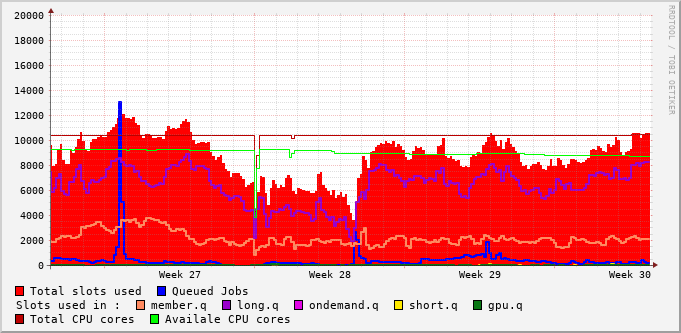 RRDTOOL / TOBI OETIKER
20000
18000
16000
14000
12000
10000
8000
6000
4000
2000
0
Week 27 Week 28 Week 29 Week 30
Total slots used Queued Jobs
Slots used in : member.q long.q ondemand.q short.q gpu.q
Total CPU cores Availale CPU cores